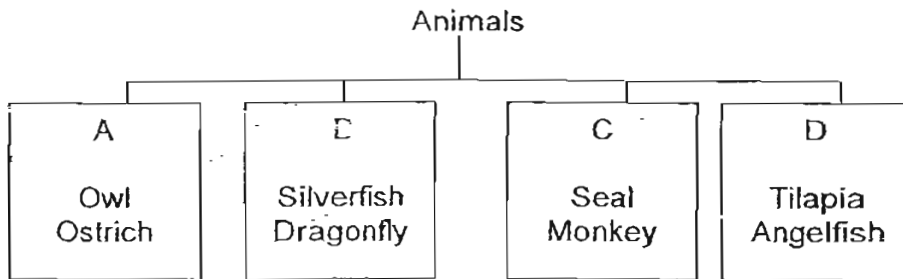 Animals
A
Owl
Ostrich
Silverfish
Dragonfly
C
Seal
Monkey
D
Tilapia
Angelfish